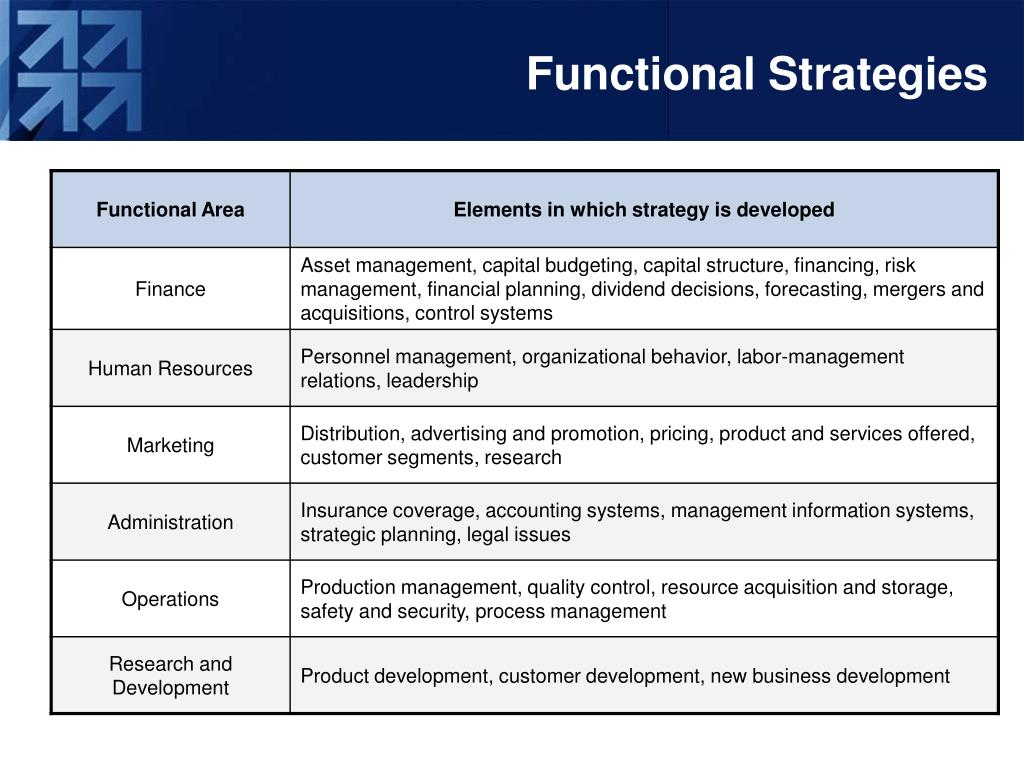 Functional Strategies
Functional Area
Elements in which strategy is developed
Finance
Asset management, capital budgeting, capital structure, financing, risk
management, financial planning, dividend decisions, forecasting, mergers and
acquisitions, control systems
Human Resources
Personnel management, organizational behavior, labor-management
relations, leadership
Marketing
Distribution, advertising and promotion, pricing, product and services offered,
customer segments, research
Administration
Insurance coverage, accounting systems, management information systems,
strategic planning, legal issues
Operations
Production management, quality control, resource acquisition and storage,
safety and security, process management
Research and
Development
Product development, customer development, new business development